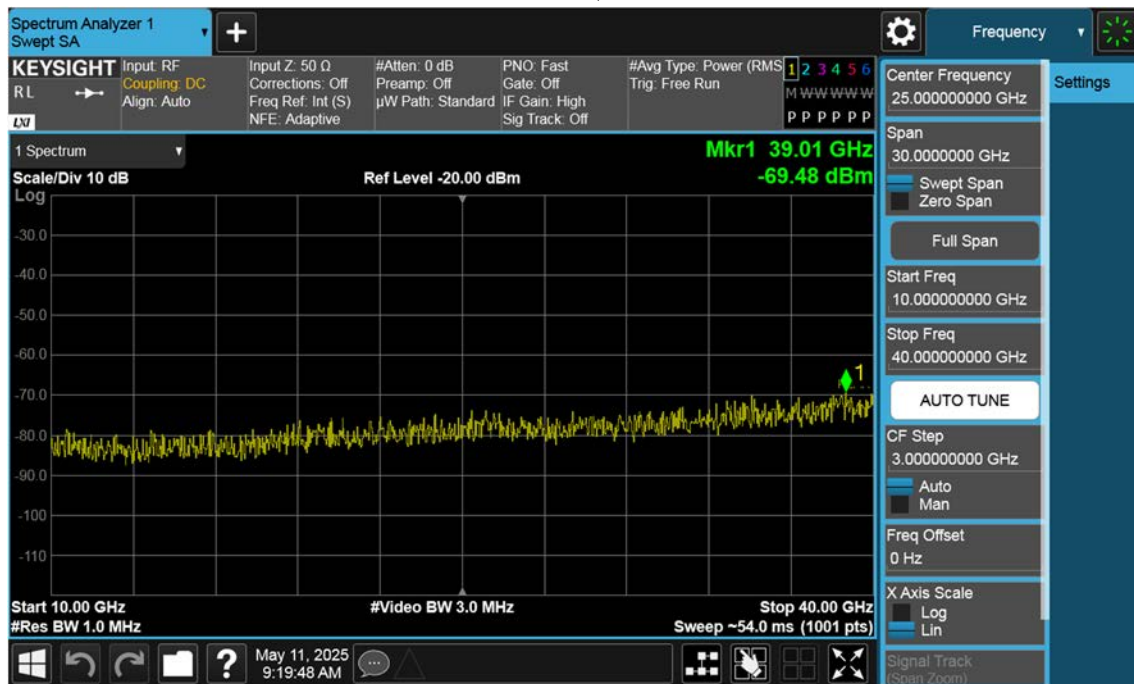 Spectrum Analyzer 1
Swept SA
Frequency
KEYSIGHT
R L
LXI
Input: RF
Coupling: DC
Align: Auto
Input Z: 50 Ω
Corrections: Off
Freq Ref: Int (S)
NFE: Adaptive
#Atten: 0 dB
Preamp: Off
µW Path: Standard
PNO: Fast
Gate: Off
IF Gain: High
Sig Track: Off
#Avg Type: Power (RMS
Trig: Free Run
1 2 3 4 5 6
M W W W W W
P P P P P P
1 Spectrum
Mkr1 39.01 GHz
-69.48 dBm
Scale/Div 10 dB
Ref Level -20.00 dBm
Log
-30.0
-40.0
-50.0
-60.0
-70.0
-80.0
-90.0
-100
-110
1
Start 10.00 GHz
#Video BW 3.0 MHz
Stop 40.00 GHz
#Res BW 1.0 MHz
Sweep ~54.0 ms (1001 pts)
Center Frequency
25.000000000 GHz
Span
30.0000000 GHz
Swept Span
Zero Span
Full Span
Start Freq
10.000000000 GHz
Stop Freq
40.000000000 GHz
AUTO TUNE
CF Step
3.000000000 GHz
Auto
Man
Freq Offset
0 Hz
X Axis Scale
Log
Lin
Signal Track
(Span Zoom)
Settings
?
May 11, 2025
9:19:48 AM